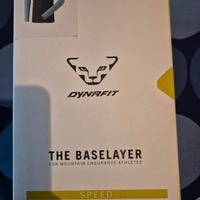 DYNAFIT
THE BASELAYER
FOR MOUNTAIN ENDURANCE ATHLETES
SPEED